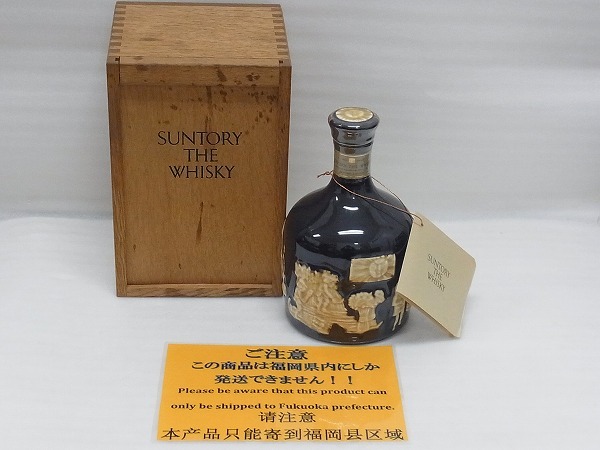 SUNTORY
THE
WHISKY
SUNTORY
THE
WHISKY
ご注意
この商品は福岡県内にしか
発送できません！！
Please be aware that this product can
only be shipped to Fukuoka prefecture.
请注意
本产品只能寄到福冈县区域